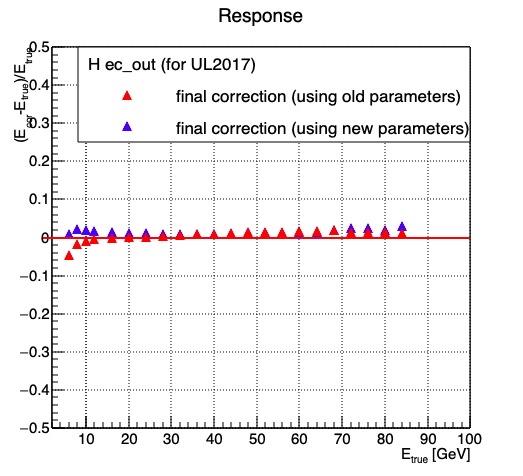 Response
H ec_out (for UL2017)
final correction (using old parameters)
final correction (using new parameters)
0.5
0.4
0.3
0.2
0.1
0
−0.1
−0.2
−0.3
−0.4
−0.5
10 20 30 40 50 60 70 80 90 100
E_true [GeV]